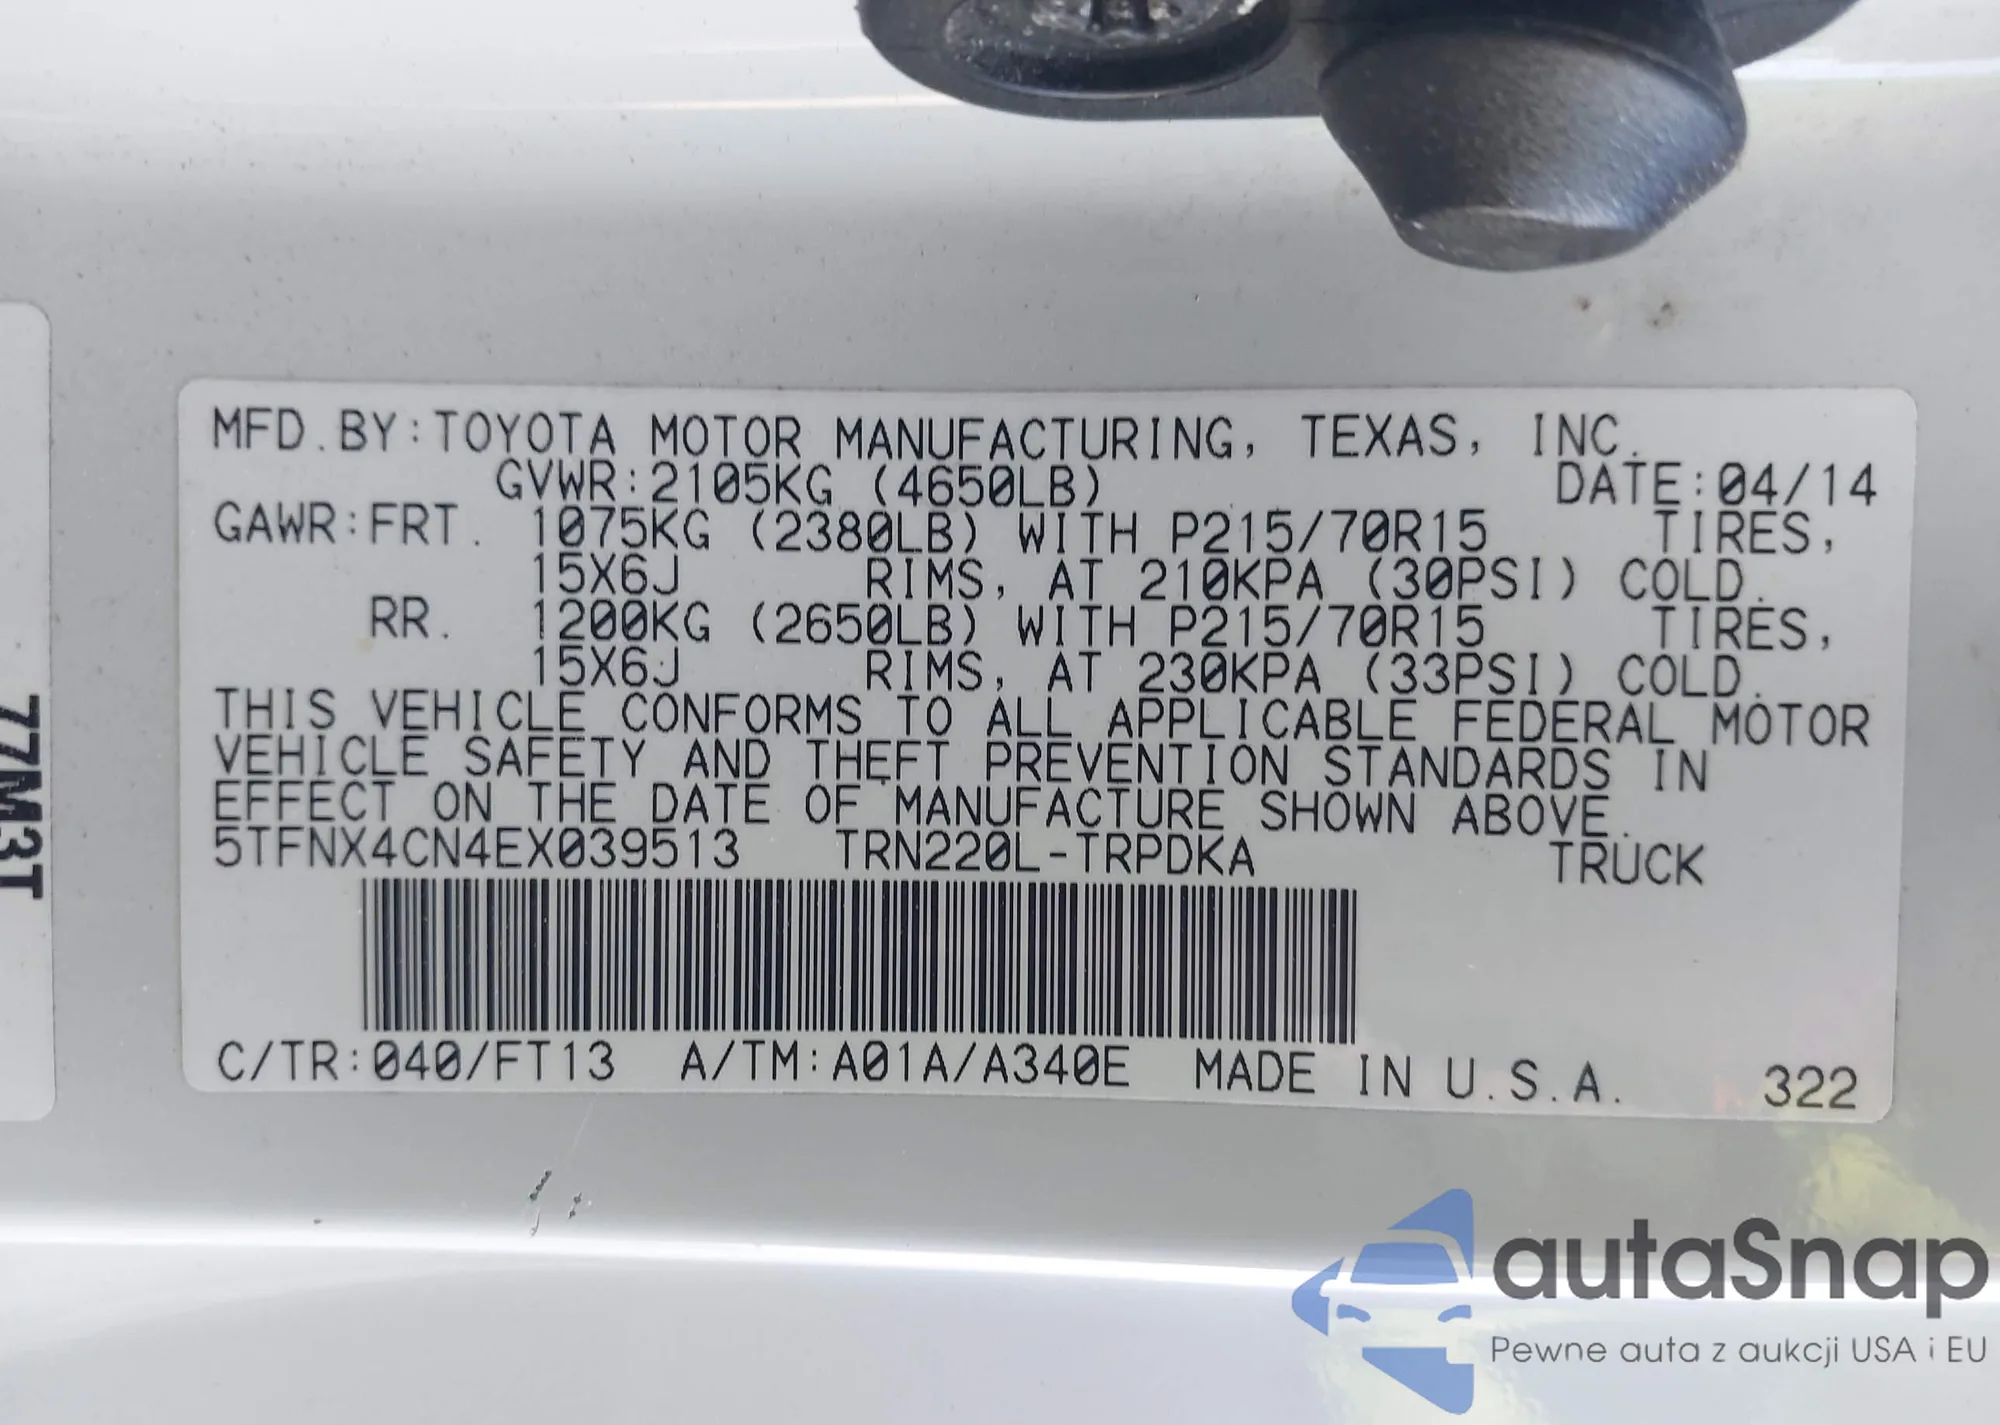 MFD.BY:TOYOTA MOTOR MANUFACTURING, TEXAS, INC.
GVWR:2105KG (4650LB) DATE:04/14
GAWR:FRT. 1075KG (2380LB) WITH P215/70R15 TIRES,
15X6J RIMS, AT 210KPA (30PSI) COLD.
RR. 1200KG (2650LB) WITH P215/70R15 TIRES,
15X6J RIMS, AT 230KPA (33PSI) COLD.
THIS VEHICLE CONFORMS TO ALL APPLICABLE FEDERAL MOTOR
VEHICLE SAFETY AND THEFT PREVENTION STANDARDS IN
EFFECT ON THE DATE OF MANUFACTURE SHOWN ABOVE.
5TFNX4CN4EX039513 TRN220L-TRPDKA TRUCK
C/TR:040/FT13 A/TM:A01A/A340E MADE IN U.S.A. 322
77M3T
autoSnap
Pewne auta z aukcji USA i EU